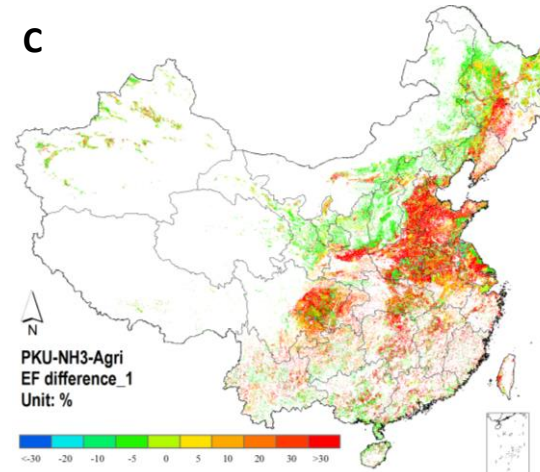 C
N
PKU-NH3-Agri
EF difference_1
Unit: %
<-30 -20 -10 -5 0 5 10 20 30 >30